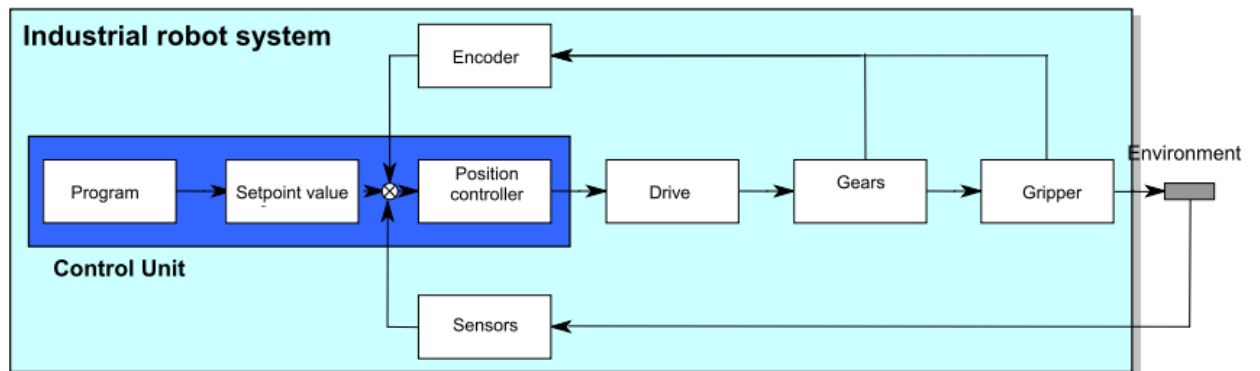 Industrial robot system
Encoder
Environment
Program
Setpoint value
Position
controller
Drive
Gears
Gripper
Control Unit
Sensors